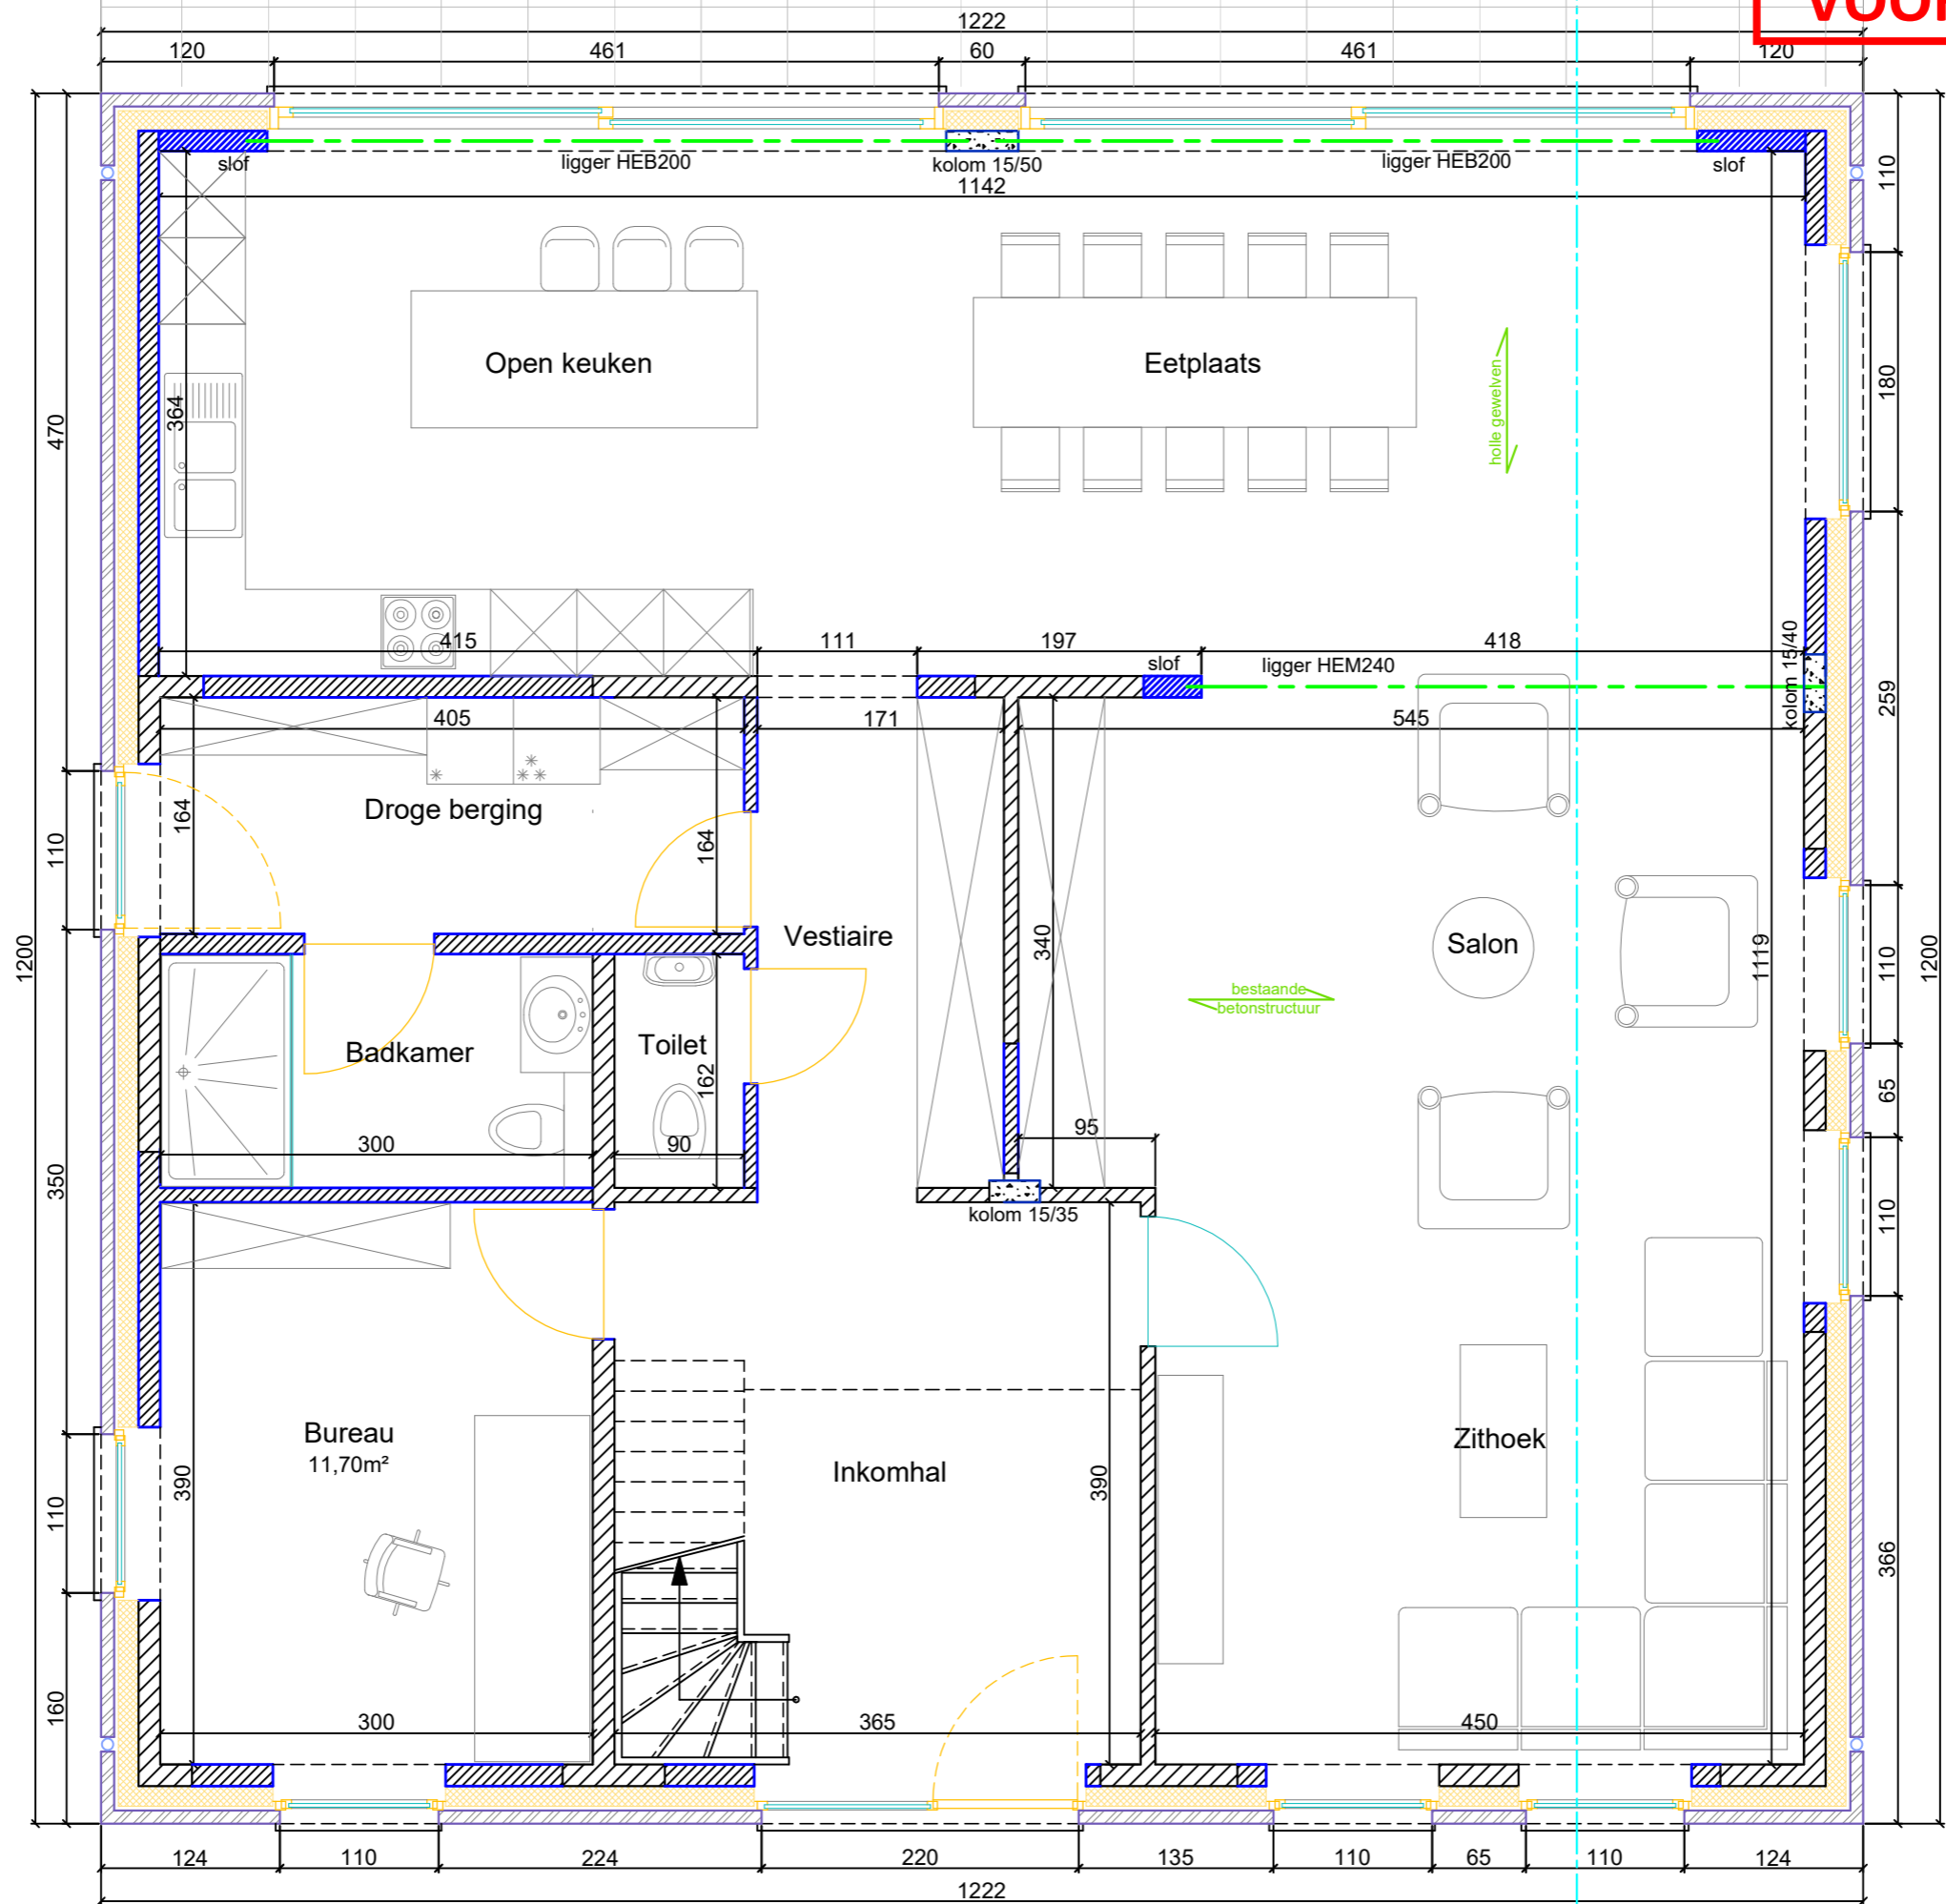 VOOR
1222
120 461 60 461 120
slof ligger HEB200 kolom 15/50 ligger HEB200 slof
1142
110
180
470
364
Open keuken
Eetplaats
holle gewelven
415 111 197 418
slof ligger HEM240
kolom 15/40
259
405 171 545
164
Droge berging
164
110
Vestiaire
340
Salon
1119
110
1200
1200
bestaande
betonstructuur
Badkamer
Toilet
162
65
300 90 95
350
kolom 15/35
110
Bureau
11,70m²
Zithoek
Inkomhal
390
390
110
366
160
300 365 450
124 110 224 220 135 110 65 110 124
1222